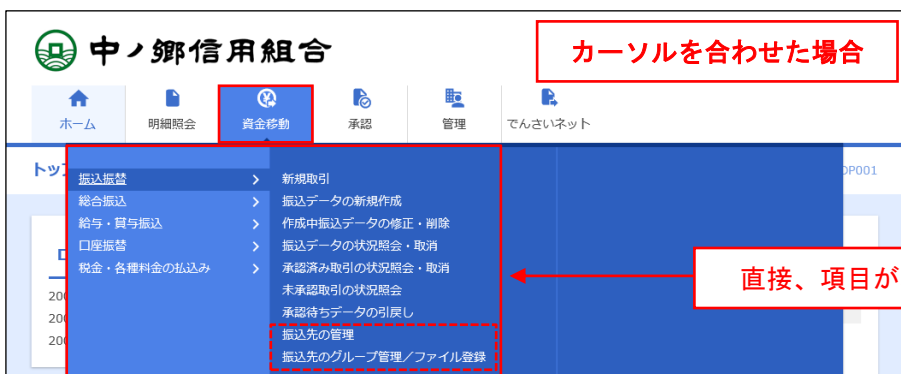 中ノ郷信用組合
カーソルを合わせた場合
ホーム
明細照会
資金移動
承認
管理
でんさいネット
トップ
DP001
振込振替
総合振込
給与・賞与振込
口座振替
税金・各種料金の払込み
新規取引
振込データの新規作成
作成中振込データの修正・削除
振込データの状況照会・取消
承認済み取引の状況照会・取消
未承認取引の状況照会
承認待ちデータの引戻し
振込先の管理
振込先のグループ管理／ファイル登録
直接、項目が
200
200
200